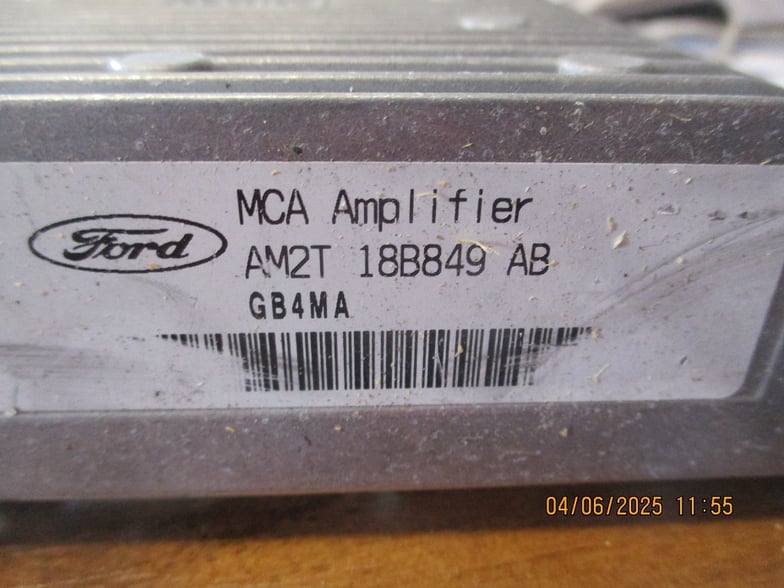 Ford
MCA Amplifier
AM2T 18B849 AB
GB4MA
04/06/2025 11:55